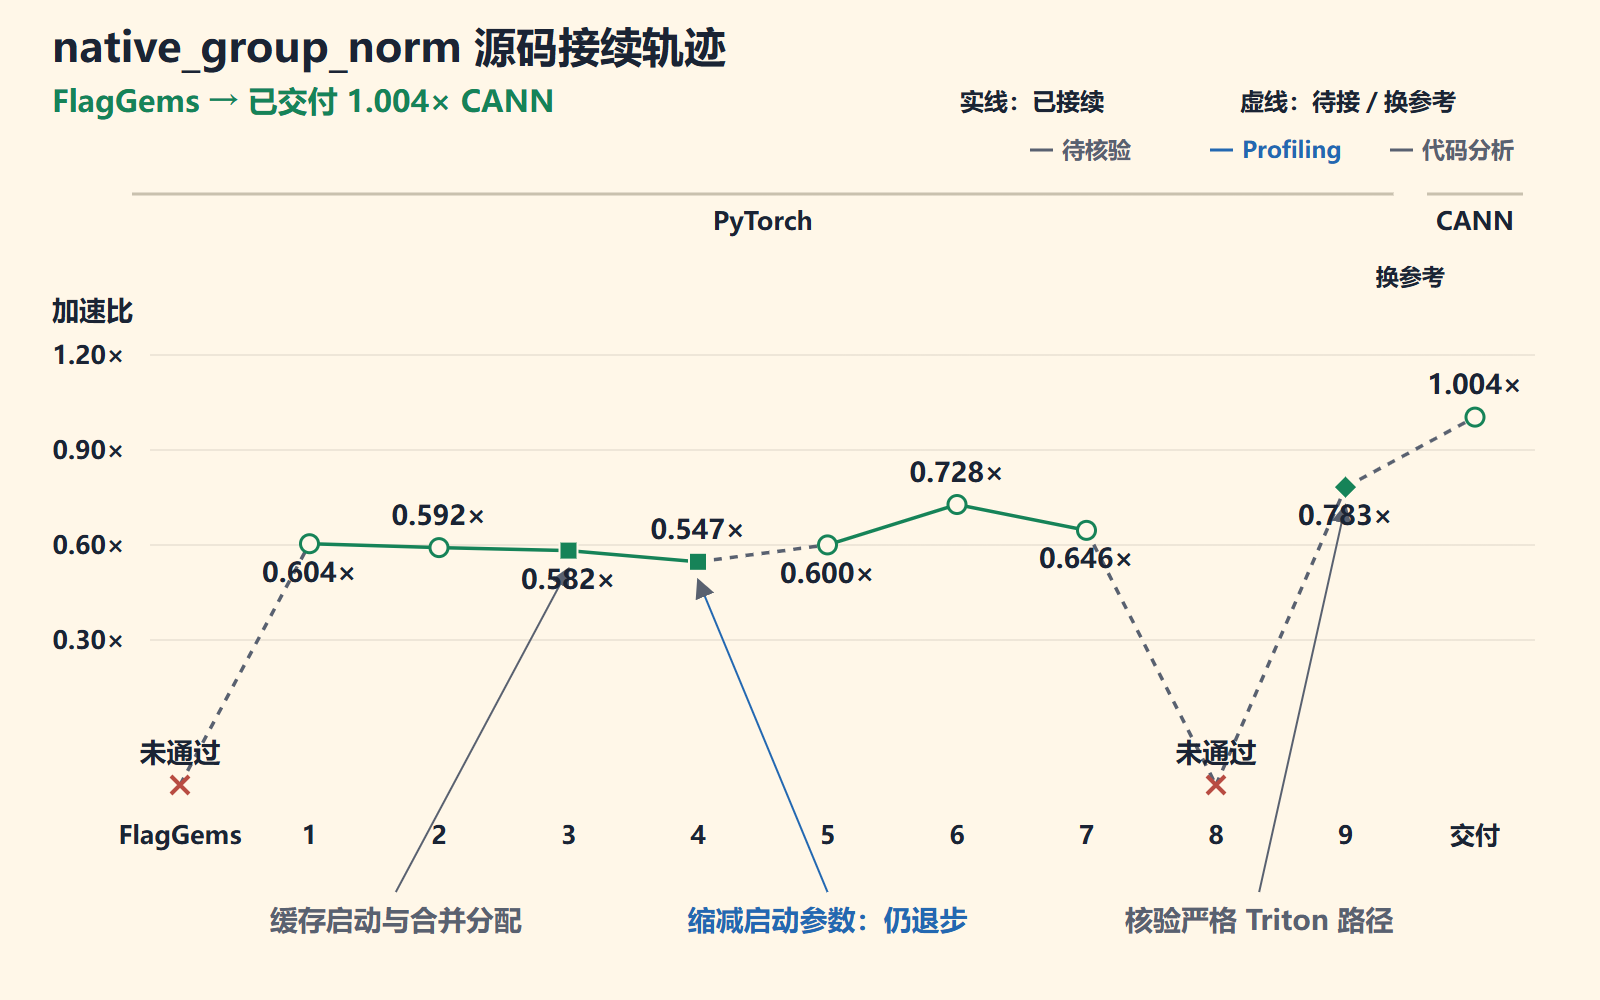 native_group_norm 源码接续轨迹
FlagGems → 已交付 1.004× CANN
实线：已接续
虚线：待接 / 换参考
待核验
Profiling
代码分析
PyTorch
CANN
换参考
加速比
1.20×
0.90×
0.60×
0.30×
未通过
0.604×
0.592×
0.582×
0.547×
0.600×
0.728×
0.646×
未通过
0.783×
1.004×
FlagGems
1
2
3
4
5
6
7
8
9
交付
缓存启动与合并分配
缩减启动参数：仍退步
核验严格 Triton 路径